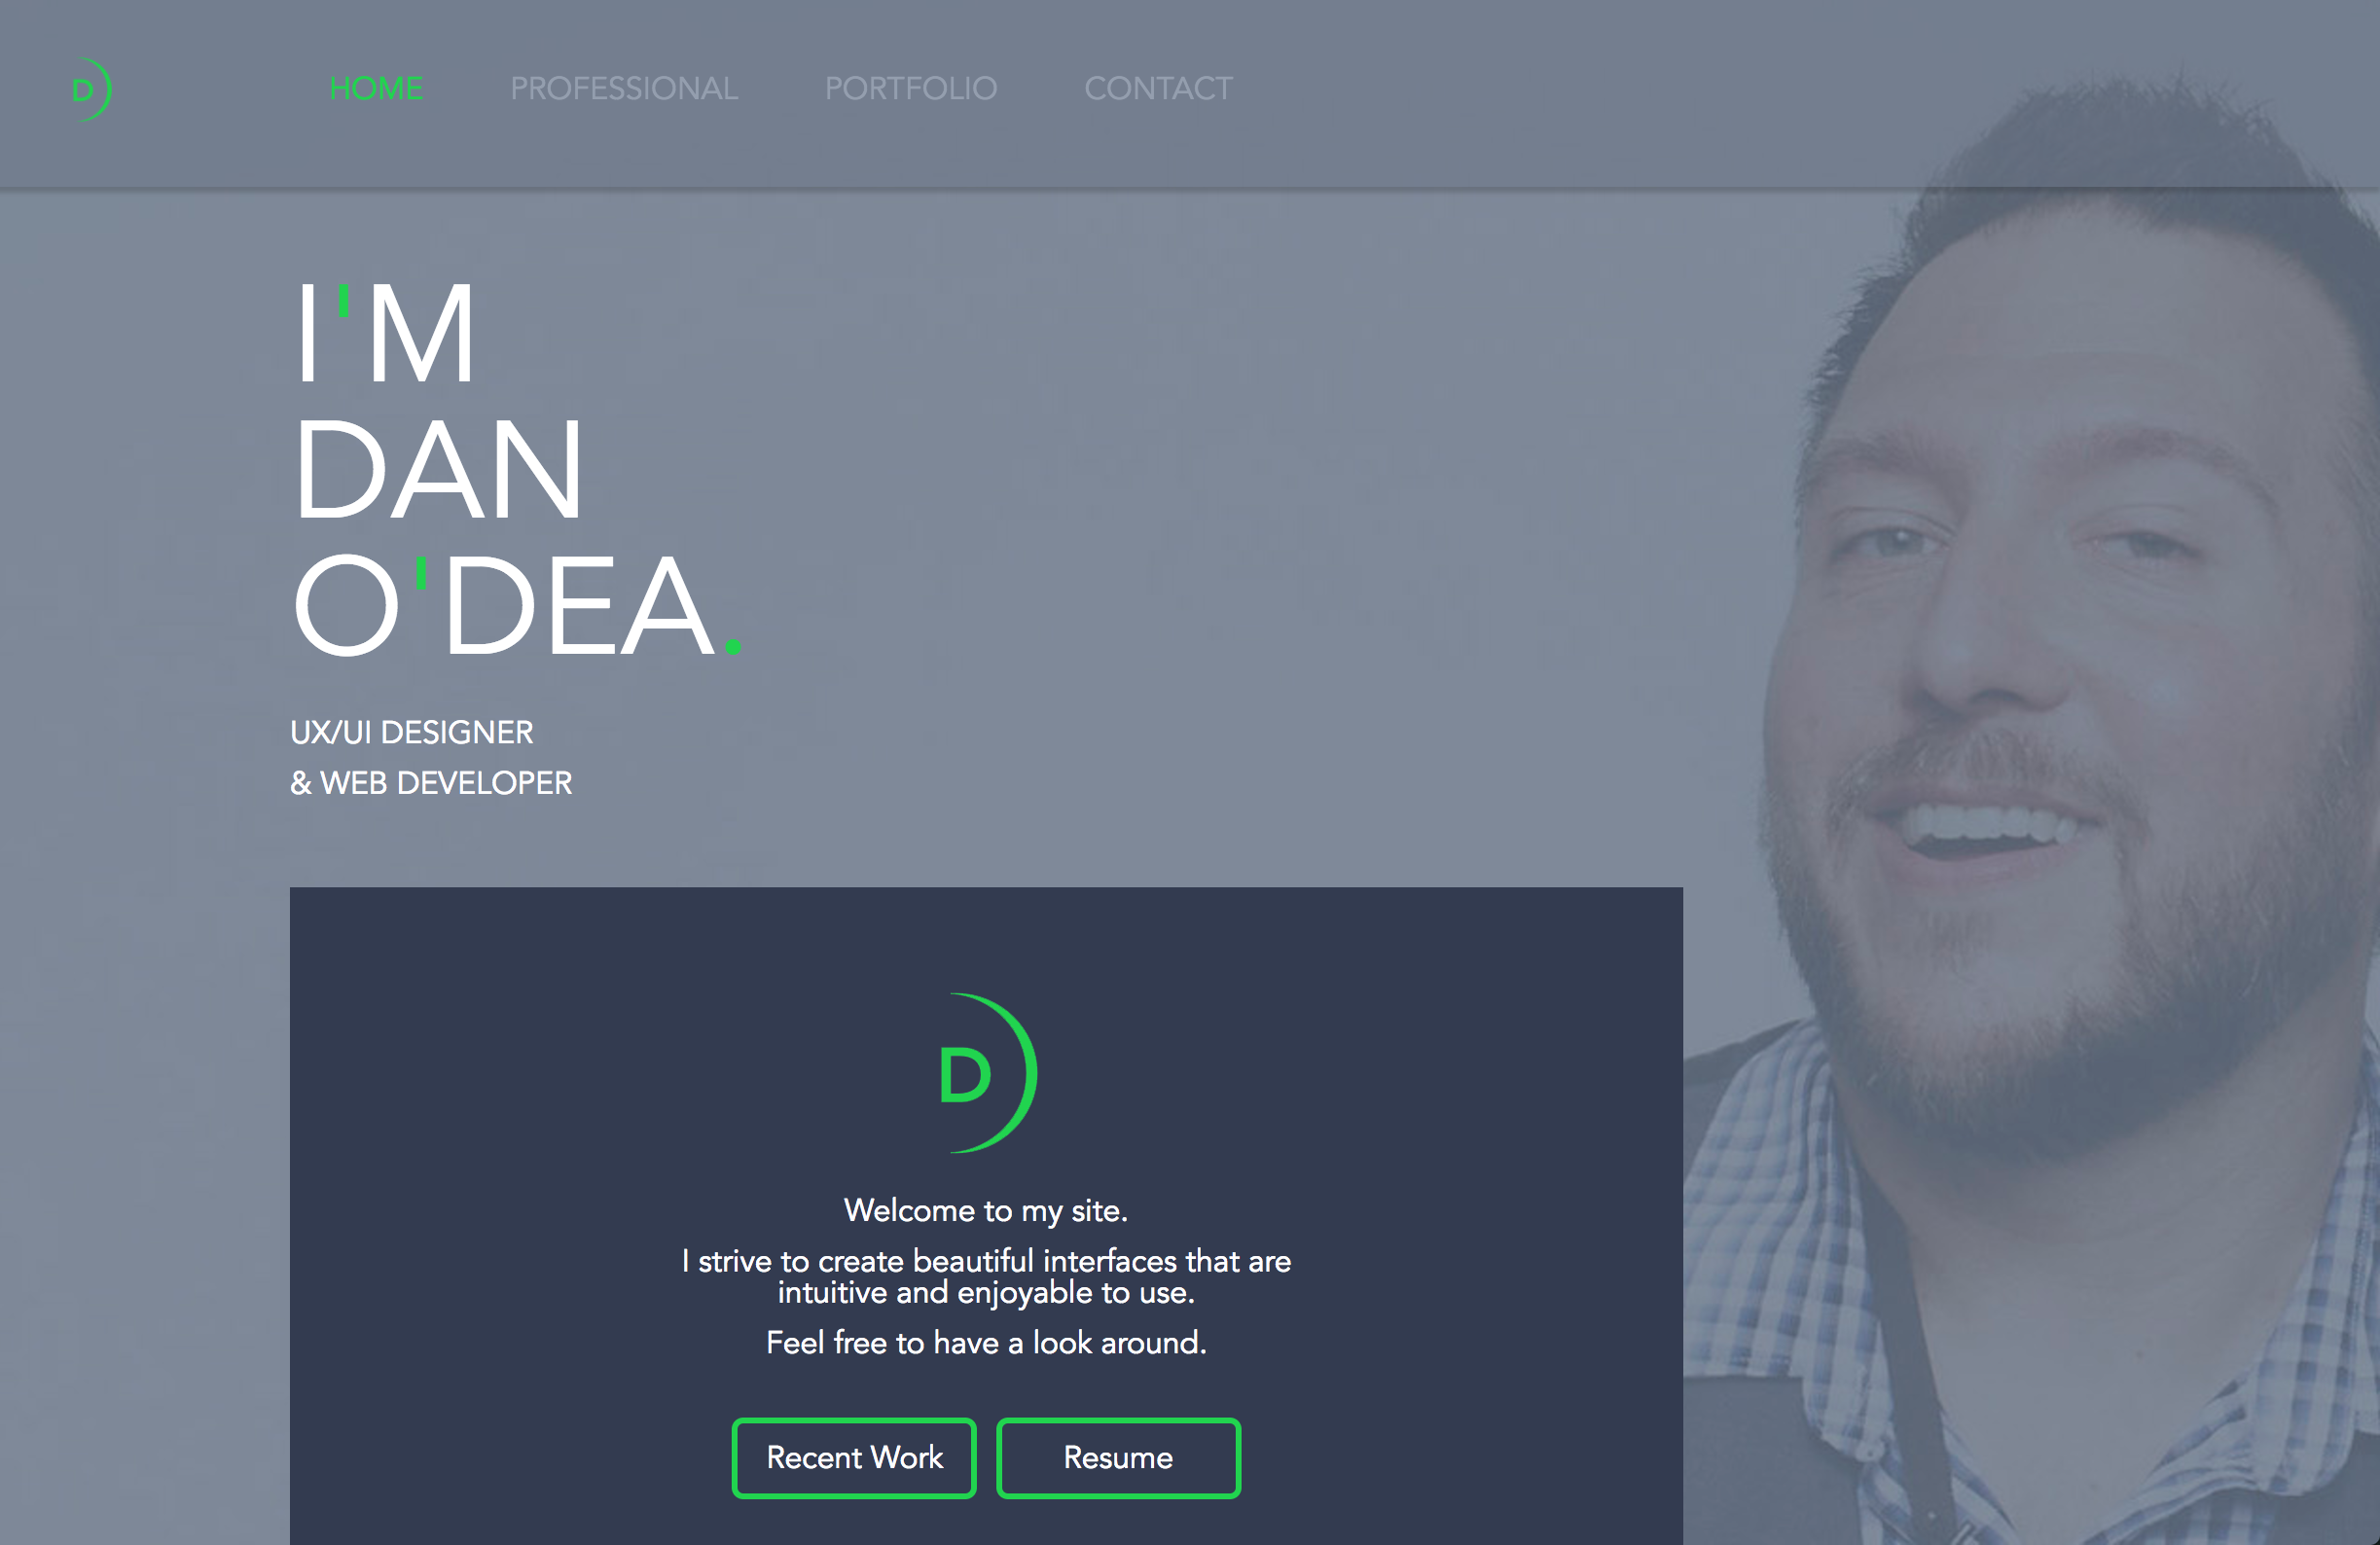 D
HOME PROFESSIONAL PORTFOLIO CONTACT
I'M
DAN
O'DEA.
UX/UI DESIGNER
& WEB DEVELOPER
D
Welcome to my site.
I strive to create beautiful interfaces that are
intuitive and enjoyable to use.
Feel free to have a look around.
Recent Work Resume